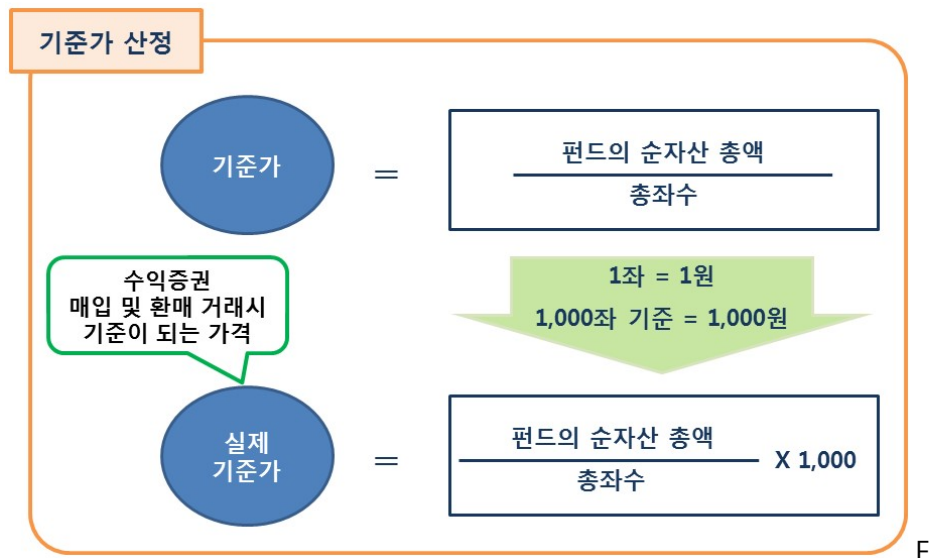 기준가 산정
기준가
=
펀드의 순자산 총액
총좌수
수익증권
매입 및 환매 거래시
기준이 되는 가격
1좌 = 1원
1,000좌 기준 = 1,000원
실제
기준가
=
펀드의 순자산 총액
총좌수
X 1,000
F